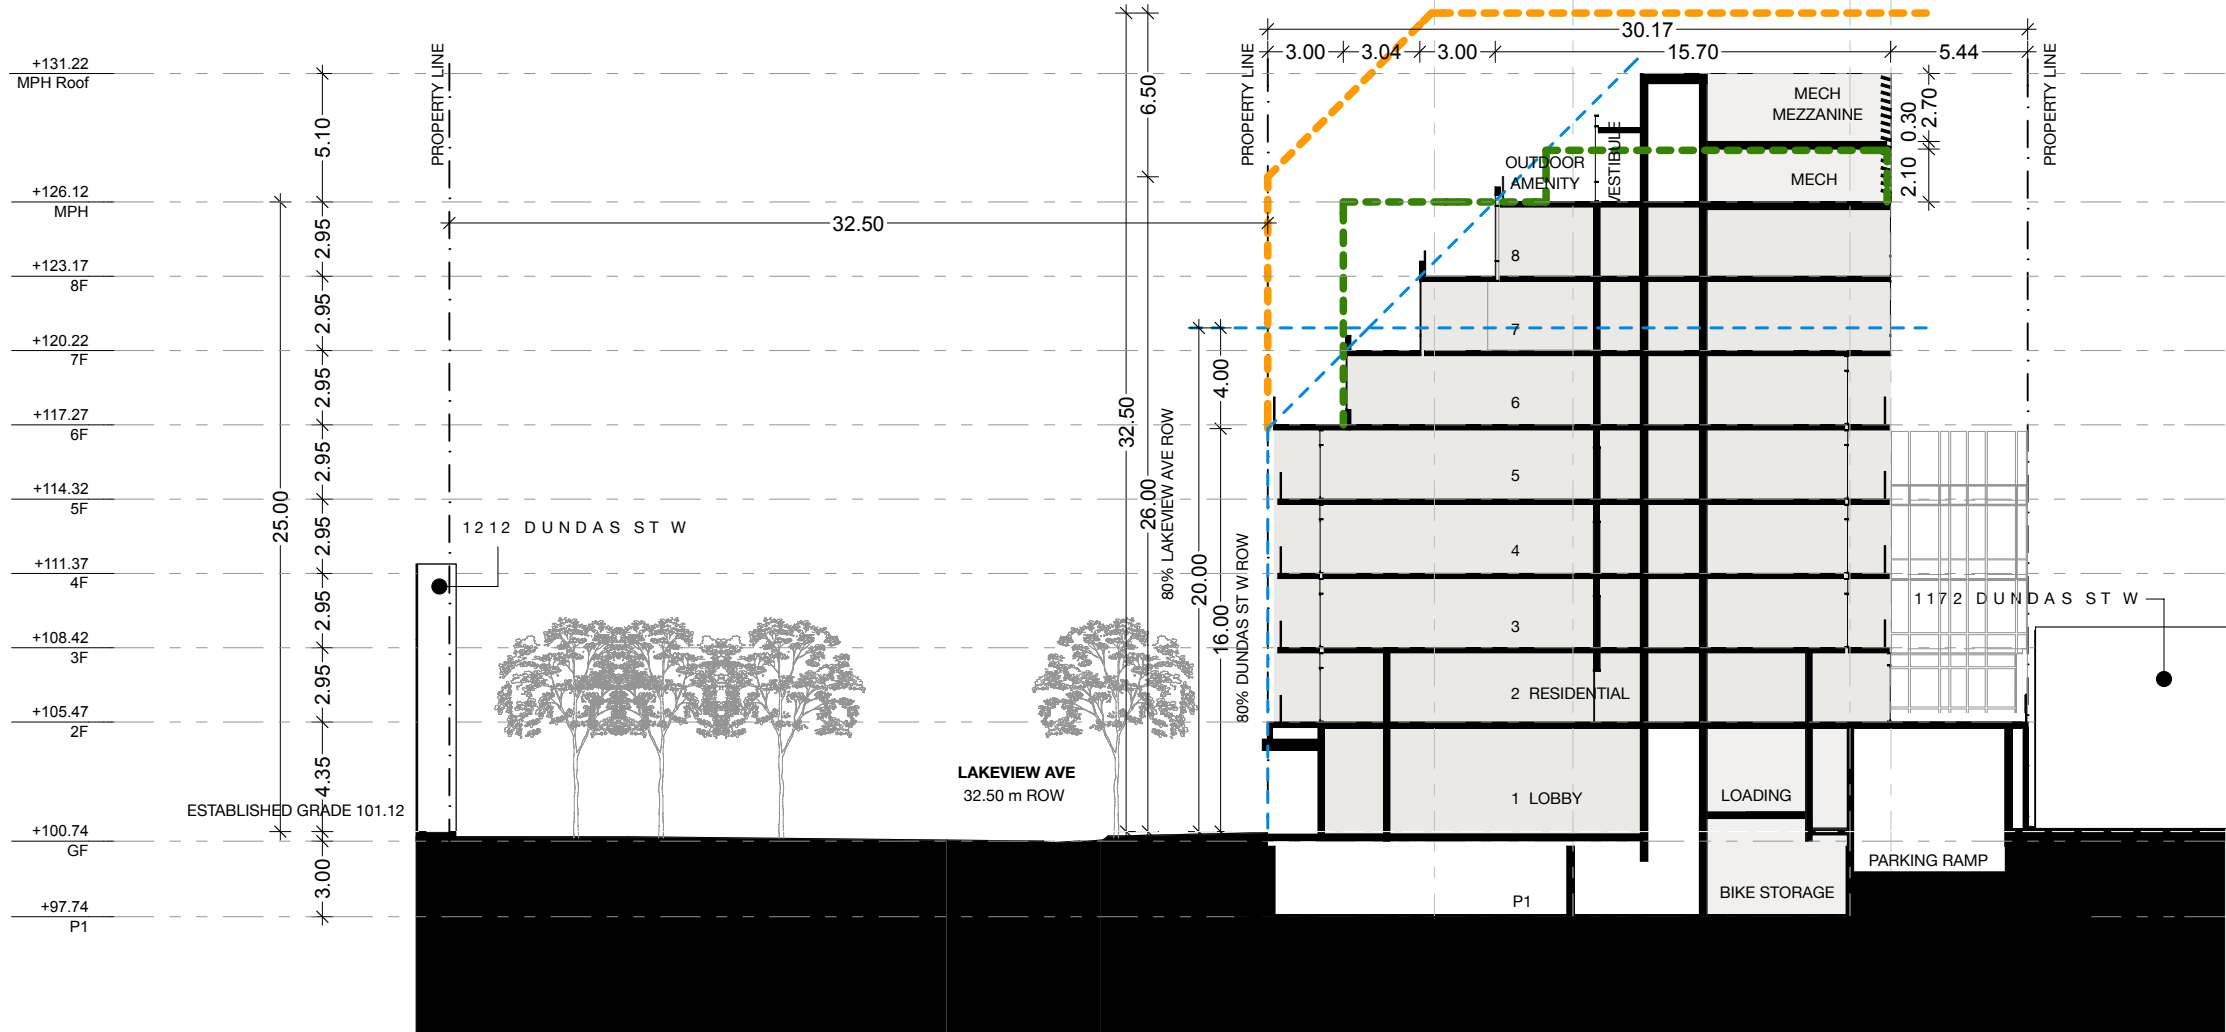 30.17
3.00
3.04
3.00
15.70
5.44
+131.22
MPH Roof
+126.12
MPH
+123.17
8F
+120.22
7F
+117.27
6F
+114.32
5F
+111.37
4F
+108.42
3F
+105.47
2F
ESTABLISHED GRADE 101.12
+100.74
GF
+97.74
P1
25.00
5.10
2.95
2.95
2.95
2.95
2.95
2.95
2.95
4.35
3.00
PROPERTY LINE
32.50
1212 DUNDAS ST W
LAKEVIEW AVE
32.50 m ROW
6.50
32.50
26.00
80% LAKEVIEW AVE ROW
20.00
4.00
16.00
80% DUNDAS ST W ROW
PROPERTY LINE
MECH
MEZZANINE
OUTDOOR
AMENITY
VESTIBULE
MECH
2.70
0.30
2.10
PROPERTY LINE
8
7
6
5
4
3
2 RESIDENTIAL
1 LOBBY
LOADING
PARKING RAMP
BIKE STORAGE
P1
1172 DUNDAS ST W